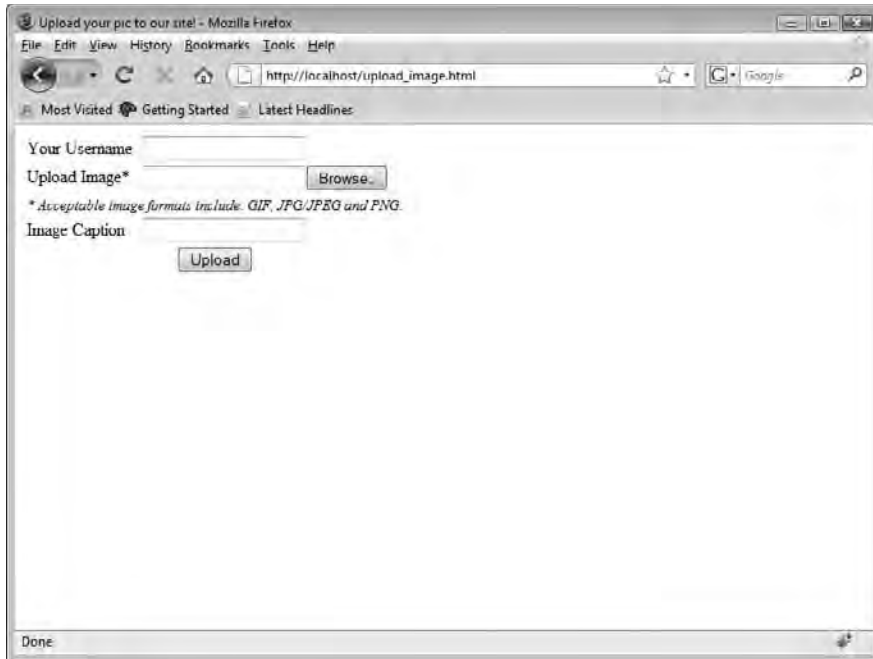 Upload your pic to our site! - Mozilla Firefox
File Edit View History Bookmarks Tools Help
http://localhost/upload_image.html
G Google
Most Visited Getting Started Latest Headlines
Your Username
Upload Image* Browse..
* Acceptable image formats include: GIF, JPG/JPEG and PNG.
Image Caption
Upload
Done